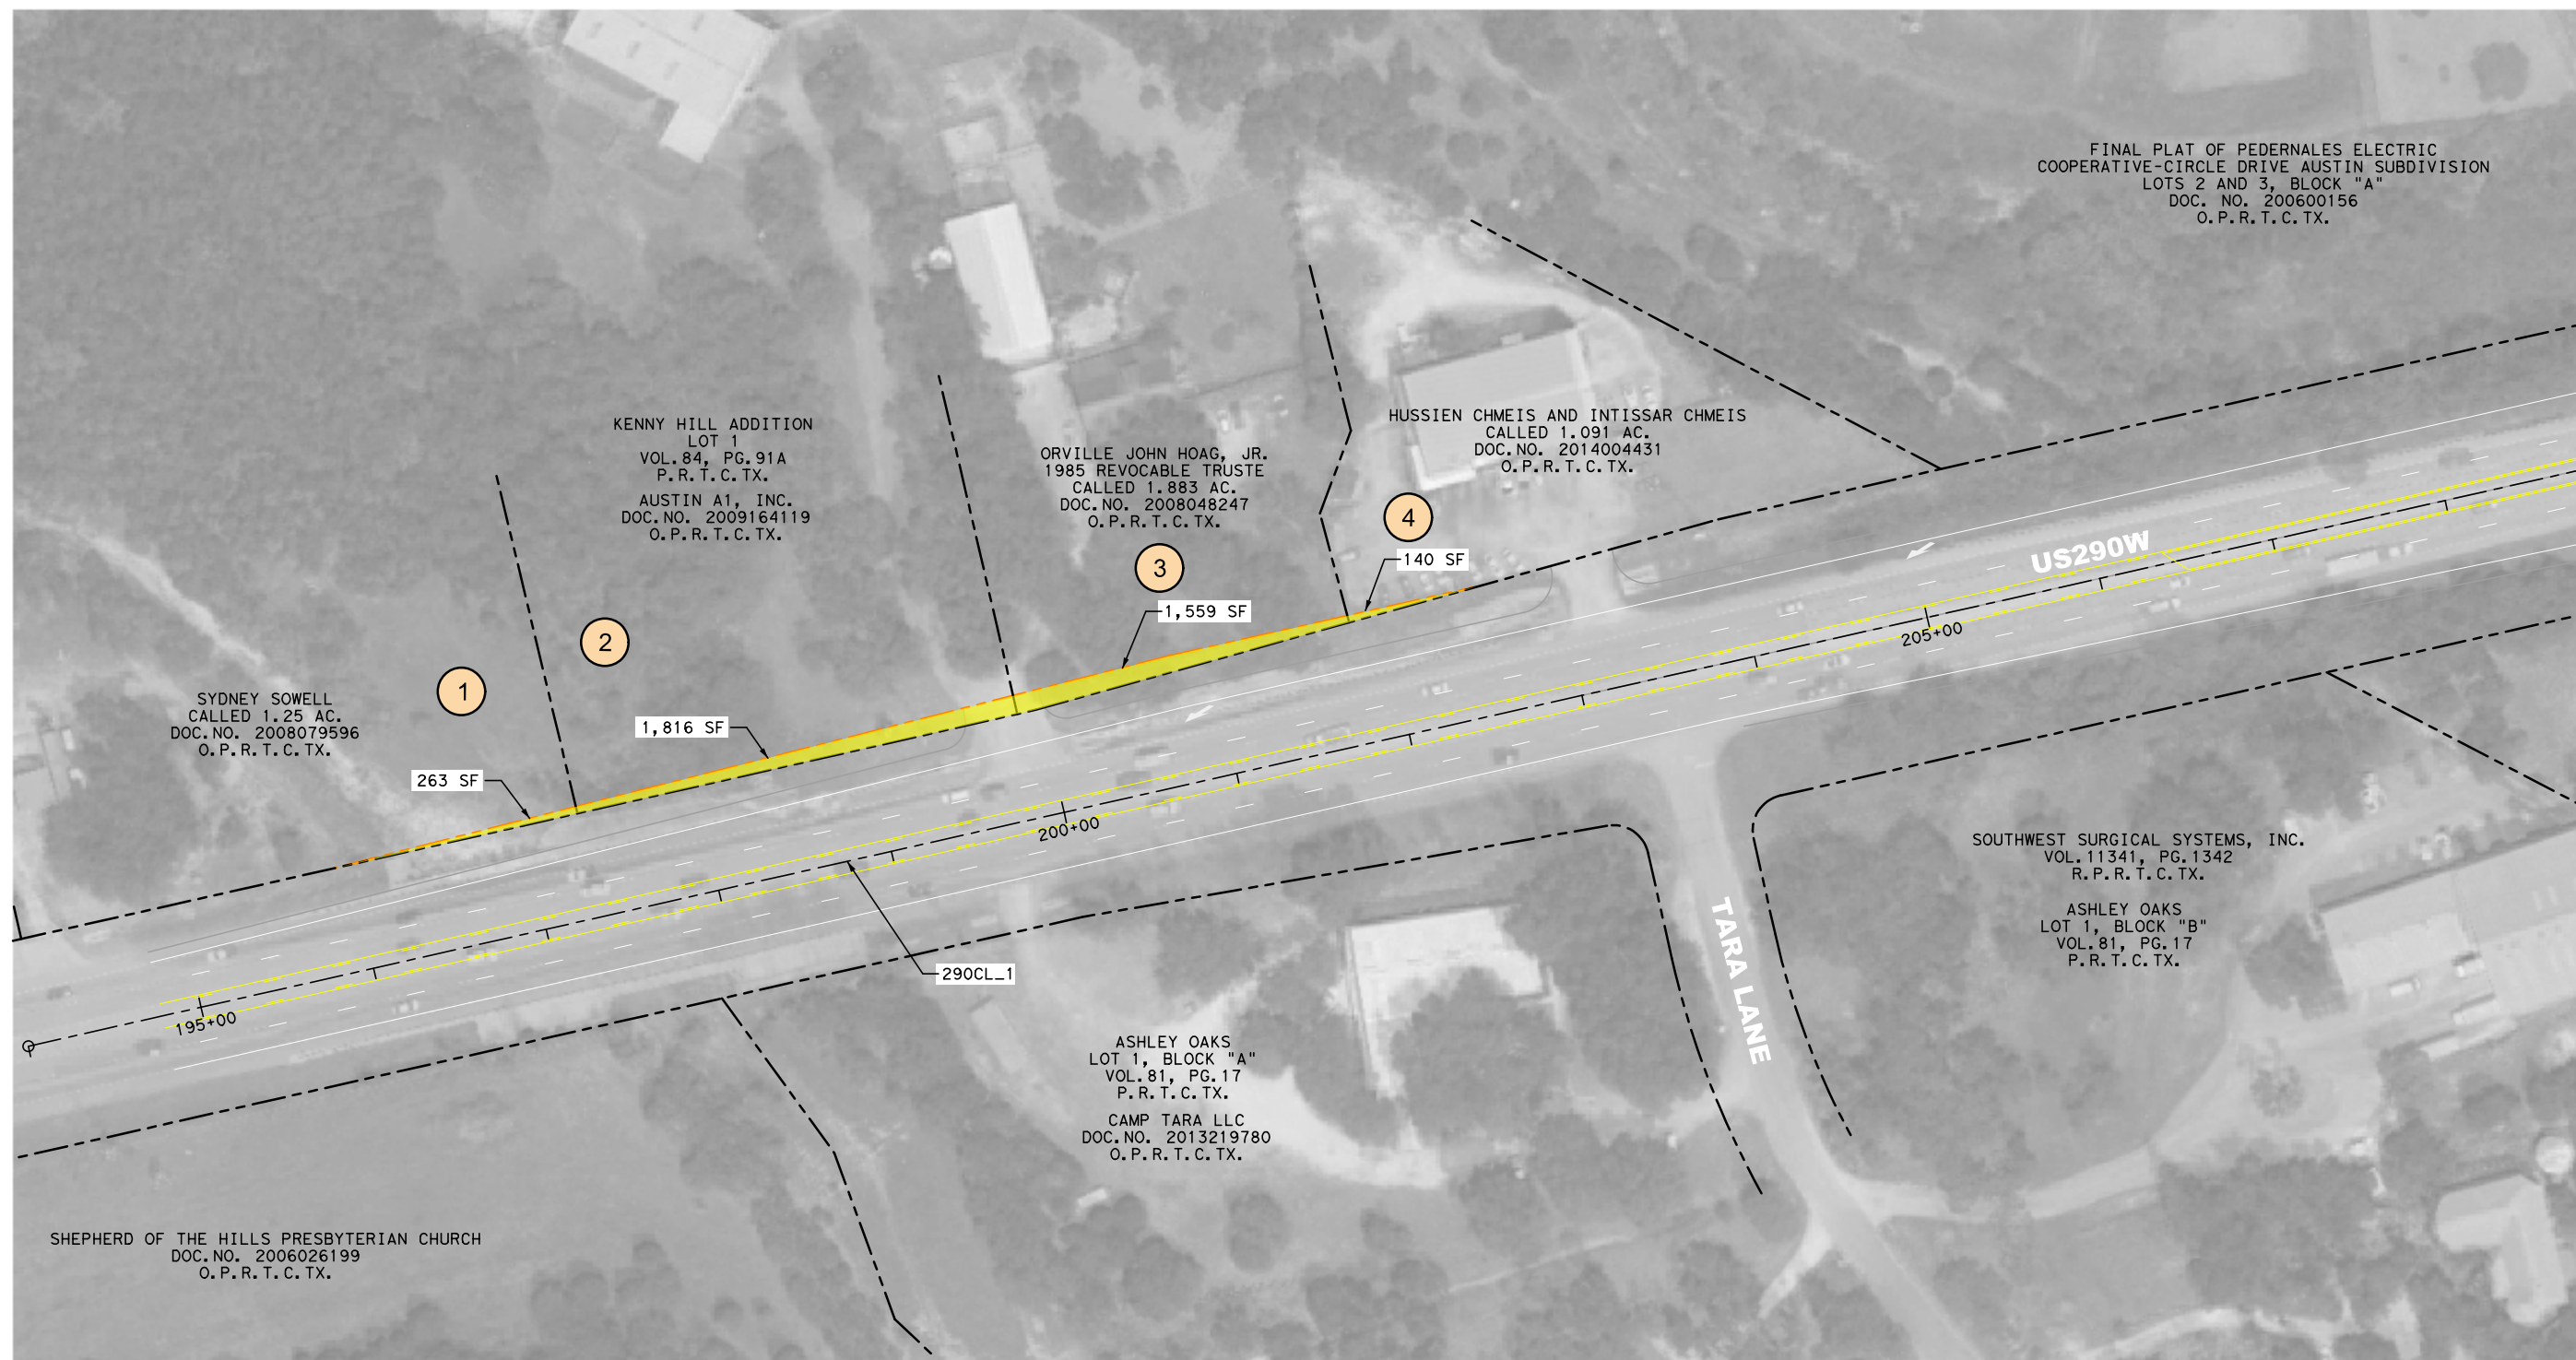 FINAL PLAT OF PEDERNALES ELECTRIC
COOPERATIVE-CIRCLE DRIVE AUSTIN SUBDIVISION
LOTS 2 AND 3, BLOCK "A"
DOC. NO. 200600156
O.P.R.T.C.TX.
KENNY HILL ADDITION
LOT 1
VOL.84, PG.91A
P.R.T.C.TX.
AUSTIN A1, INC.
DOC.NO. 2009164119
O.P.R.T.C.TX.
ORVILLE JOHN HOAG, JR.
1985 REVOCABLE TRUSTE
CALLED 1.883 AC.
DOC.NO. 2008048247
O.P.R.T.C.TX.
HUSSIEN CHMEIS AND INTISSAR CHMEIS
CALLED 1.091 AC.
DOC.NO. 2014004431
O.P.R.T.C.TX.
4
140 SF
3
1,559 SF
US290W
205+00
2
1
SYDNEY SOWELL
CALLED 1.25 AC.
DOC.NO. 2008079596
O.P.R.T.C.TX.
1,816 SF
263 SF
200+00
290CL_1
195+00
TARA LANE
SOUTHWEST SURGICAL SYSTEMS, INC.
VOL.11341, PG.1342
R.P.R.T.C.TX.
ASHLEY OAKS
LOT 1, BLOCK "B"
VOL.81, PG.17
P.R.T.C.TX.
ASHLEY OAKS
LOT 1, BLOCK "A"
VOL.81, PG.17
P.R.T.C.TX.
CAMP TARA LLC
DOC.NO. 2013219780
O.P.R.T.C.TX.
SHEPHERD OF THE HILLS PRESBYTERIAN CHURCH
DOC.NO. 2006026199
O.P.R.T.C.TX.